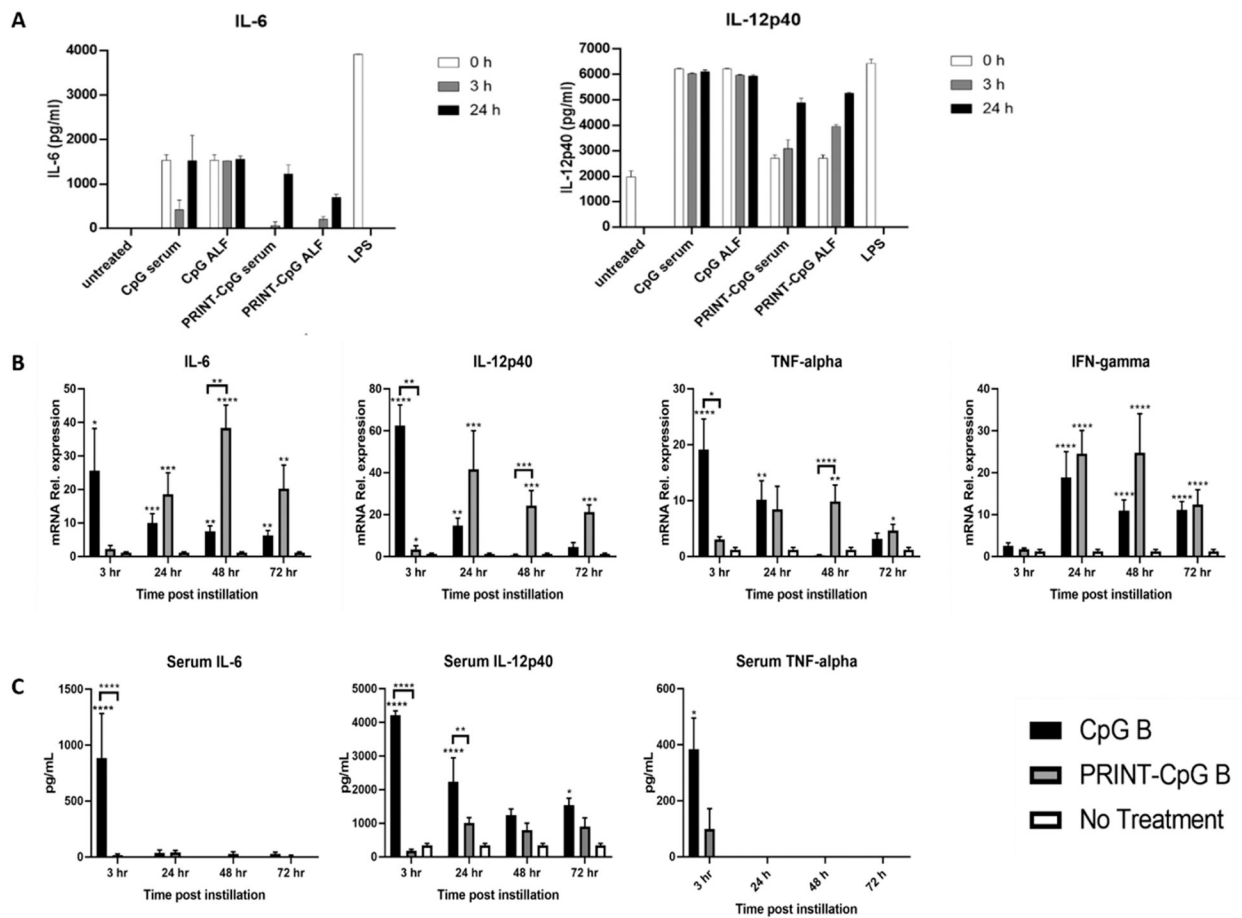 A
IL-6
IL-6 (pg/ml)
4000
3000
2000
1000
0
untreated
CpG serum
CpG ALF
PRINT-CpG serum
PRINT-CpG ALF
LPS
0 h
3 h
24 h
IL-12p40
IL-12p40 (pg/ml)
7000
6000
5000
4000
3000
2000
1000
0
untreated
CpG serum
CpG ALF
PRINT-CpG serum
PRINT-CpG ALF
LPS
0 h
3 h
24 h
B
IL-6
mRNA Rel. expression
50
40
30
20
10
0
* *** *** ** ** **** ** **
3 hr 24 hr 48 hr 72 hr
Time post instillation
IL-12p40
mRNA Rel. expression
80
60
40
20
0
** **** * ** *** *** *** ***
3 hr 24 hr 48 hr 72 hr
Time post instillation
TNF-alpha
mRNA Rel. expression
30
20
10
0
* **** ** **** ** *
3 hr 24 hr 48 hr 72 hr
Time post instillation
IFN-gamma
mRNA Rel. expression
40
30
20
10
0
**** **** **** **** **** ****
3 hr 24 hr 48 hr 72 hr
Time post instillation
C
Serum IL-6
pg/mL
1500
1000
500
0
**** ****
3 hr 24 hr 48 hr 72 hr
Time post instillation
Serum IL-12p40
pg/mL
5000
4000
3000
2000
1000
0
**** **** ** **** *
3 hr 24 hr 48 hr 72 hr
Time post instillation
Serum TNF-alpha
pg/mL
600
400
200
0
*
3 hr 24 h 48 h 72 h
Time post instillation
CpG B
PRINT-CpG B
No Treatment